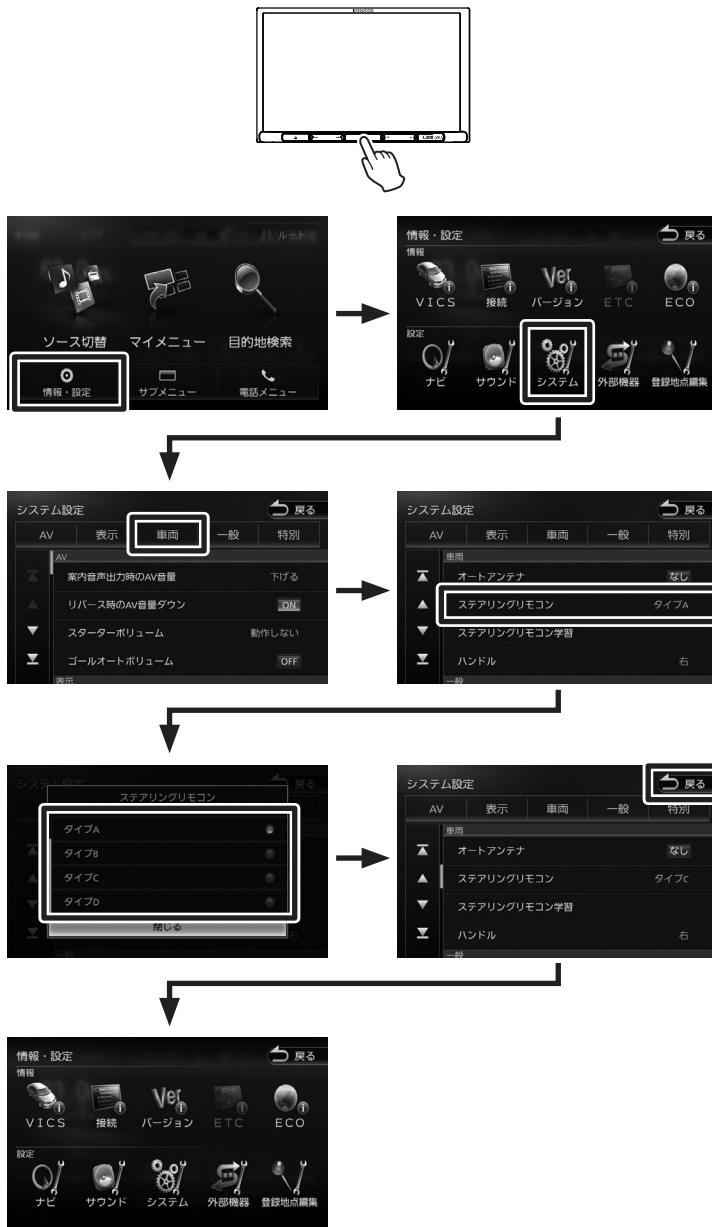 ルート
ソース切替 マイメニュー 目的地検索
情報・設定 サブメニュー 電話メニュー
情報・設定 戻る
情報
VICS 接続 Ver バージョン ETC ECO
設定
ナビ サウンド システム 外部機器 登録地点編集
システム設定 戻る
AV 表示 車両 一般 特別
AV
案内音声出力時のAV音量 下げる
リバース時のAV音量ダウン ON
スターターボリューム 動作しない
ゴールオートボリューム OFF
表示
システム設定 戻る
AV 表示 車両 一般 特別
車両
オートアンテナ なし
ステアリングリモコン タイプA
ステアリングリモコン学習
ハンドル 右
一般
システム設定 戻る
ステアリングリモコン
タイプA
タイプB
タイプC
タイプD
閉じる
右
一般
システム設定 戻る
AV 表示 車両 一般 特別
車両
オートアンテナ なし
ステアリングリモコン タイプC
ステアリングリモコン学習
ハンドル 右
一般
情報・設定 戻る
情報
VICS 接続 Ver バージョン ETC ECO
設定
ナビ サウンド システム 外部機器 登録地点編集